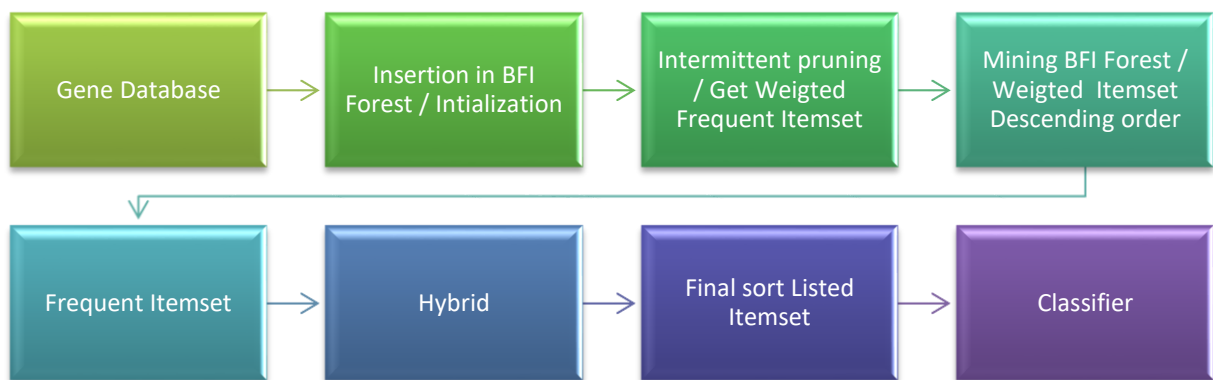 Gene Database
Insertion in BFI
Forest / Intialization
Intermittent pruning
/ Get Weigted
Frequent Itemset
Mining BFI Forest /
Weigted Itemset
Descending order
Frequent Itemset
Hybrid
Final sort Listed
Itemset
Classifier